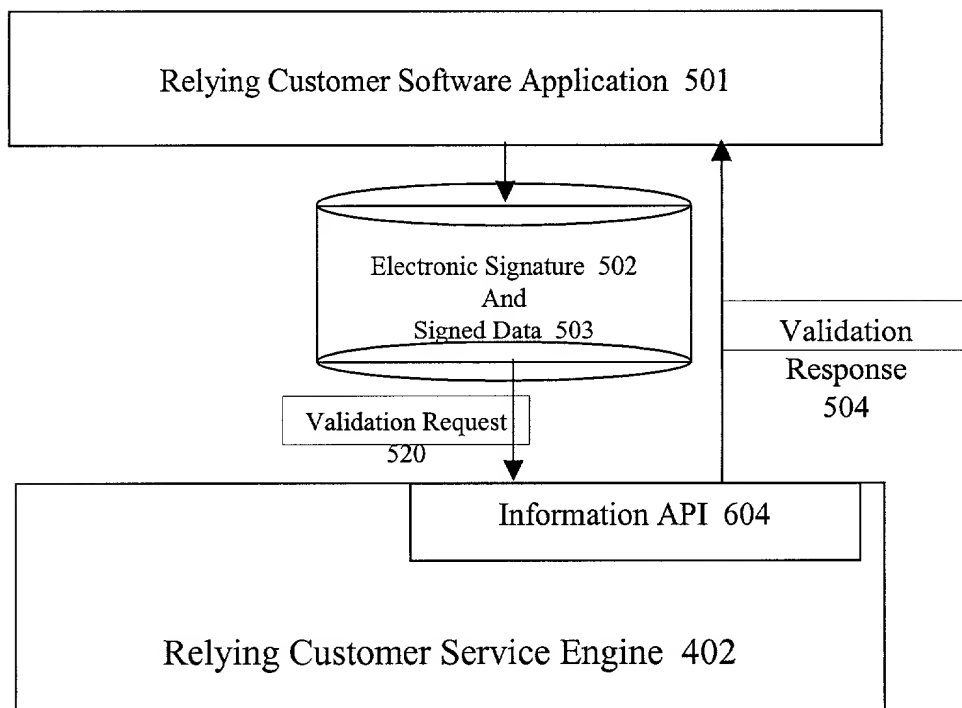 Relying Customer Software Application 501
Electronic Signature 502
And
Signed Data 503
Validation
Response
504
Validation Request
520
Information API 604
Relying Customer Service Engine 402